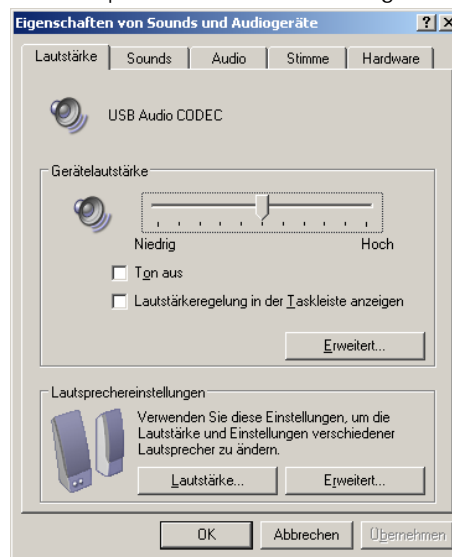 Eigenschaften von Sounds und Audiogeräte
Lautstärke Sounds Audio Stimme Hardware
USB Audio CODEC
Gerätelautstärke
Niedrig Hoch
Ton aus
Lautstärkeregelung in der Taskleiste anzeigen
Erweitert...
Lautsprechereinstellungen
Verwenden Sie diese Einstellungen, um die
Lautstärke und Einstellungen verschiedener
Lautsprecher zu ändern.
Lautstärke... Erweitert...
OK Abbrechen Übernehmen